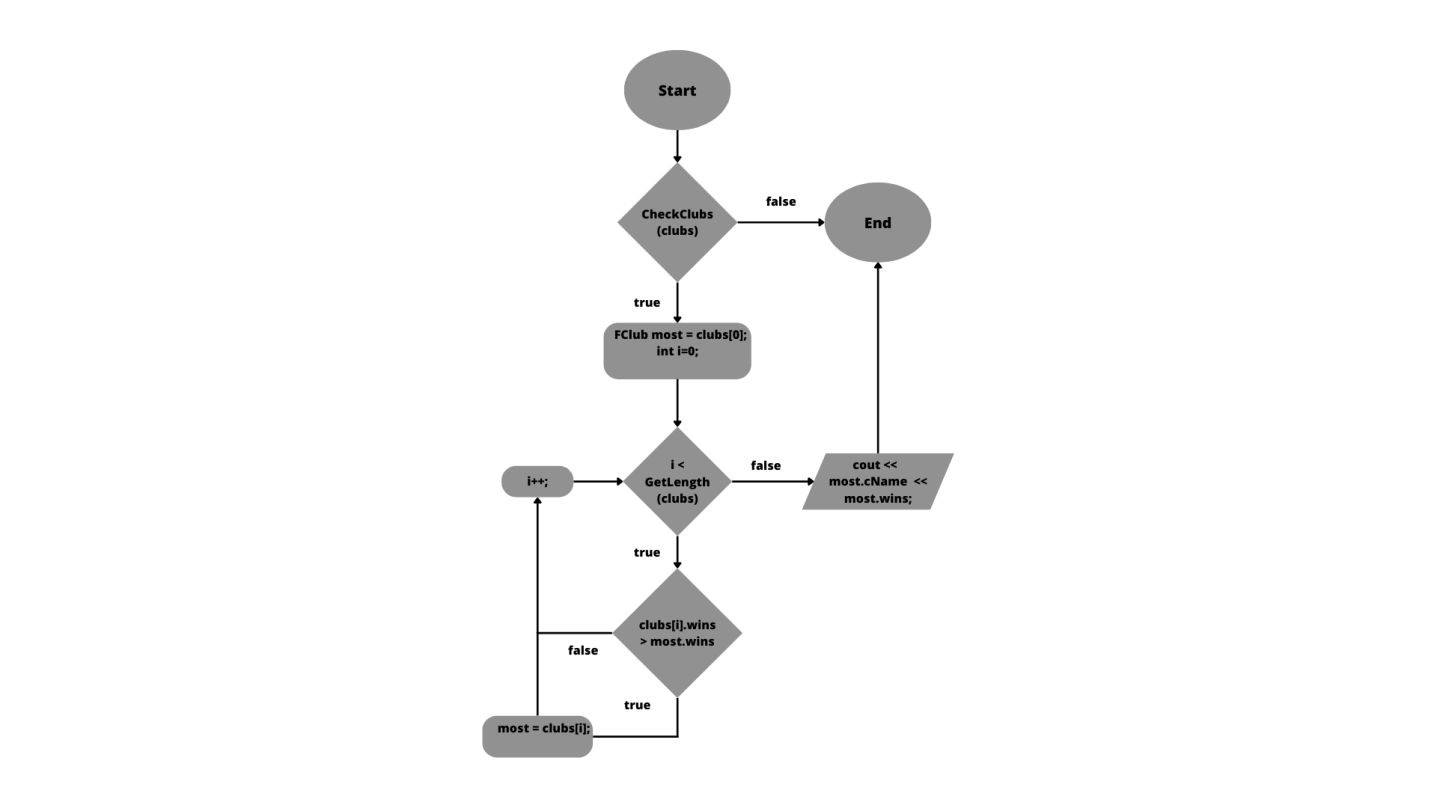 Start
CheckClubs
(clubs)
false
End
true
FClub most = clubs[0];
int i=0;
i++;
i <
GetLength
(clubs)
false
cout <<
most.cName  <<
most.wins;
true
clubs[i].wins
> most.wins
false
true
most = clubs[i];